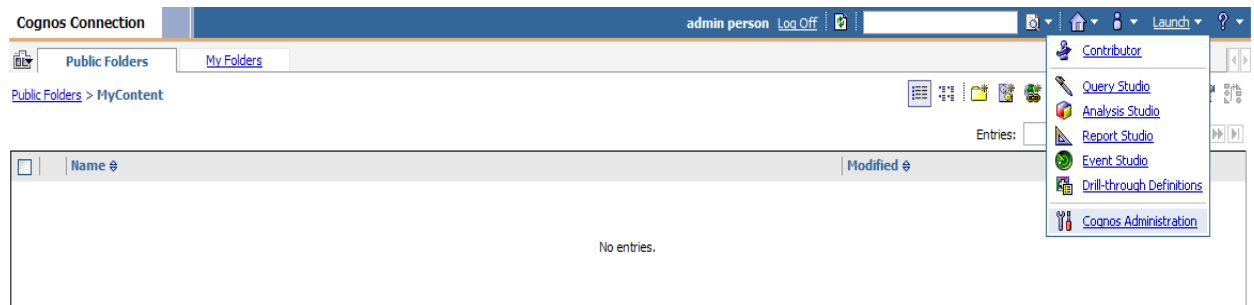 Cognos Connection admin person Log Off Launch ?
Public Folders My Folders
Public Folders > MyContent
Entries:
Name Modified
No entries.
Contributor
Query Studio
Analysis Studio
Report Studio
Event Studio
Drill-through Definitions
Cognos Administration